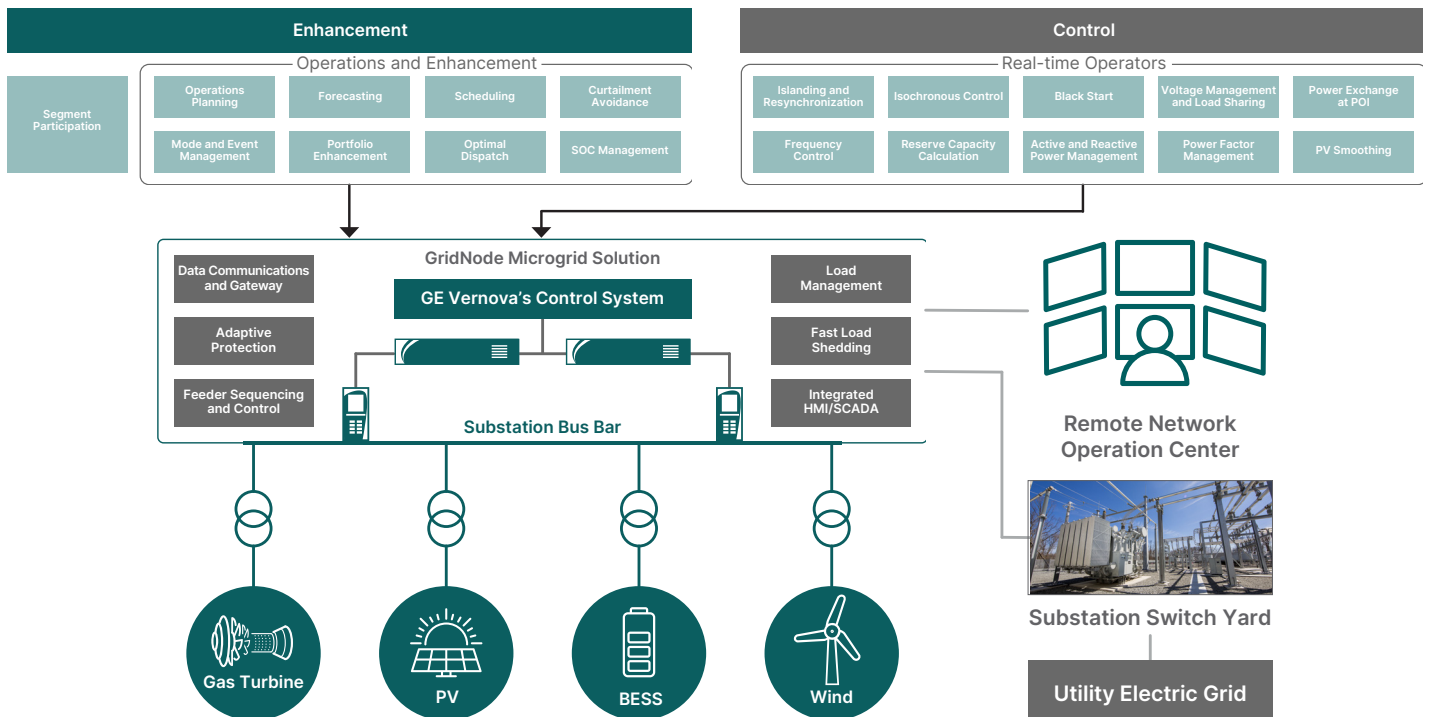 Enhancement
Operations and Enhancement
Segment
Participation
Operations
Planning
Forecasting
Scheduling
Curtailment
Avoidance
Mode and Event
Management
Portfolio
Enhancement
Optimal
Dispatch
SOC Management
Control
Real-time Operators
Islanding and
Resynchronization
Isochronous Control
Black Start
Voltage Management
and Load Sharing
Power Exchange
at POI
Frequency
Control
Reserve Capacity
Calculation
Active and Reactive
Power Management
Power Factor
Management
PV Smoothing
GridNode Microgrid Solution
Data Communications
and Gateway
Adaptive
Protection
Feeder Sequencing
and Control
GE Vernova’s Control System
Load
Management
Fast Load
Shedding
Integrated
HMI/SCADA
Substation Bus Bar
Gas Turbine
PV
BESS
Wind
Remote Network
Operation Center
Substation Switch Yard
Utility Electric Grid